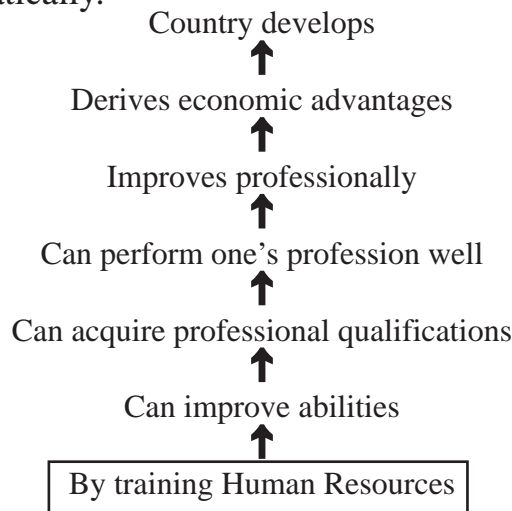 atically.
Country develops
Derives economic advantages
Improves professionally
Can perform one’s profession well
Can acquire professional qualifications
Can improve abilities
By training Human Resources